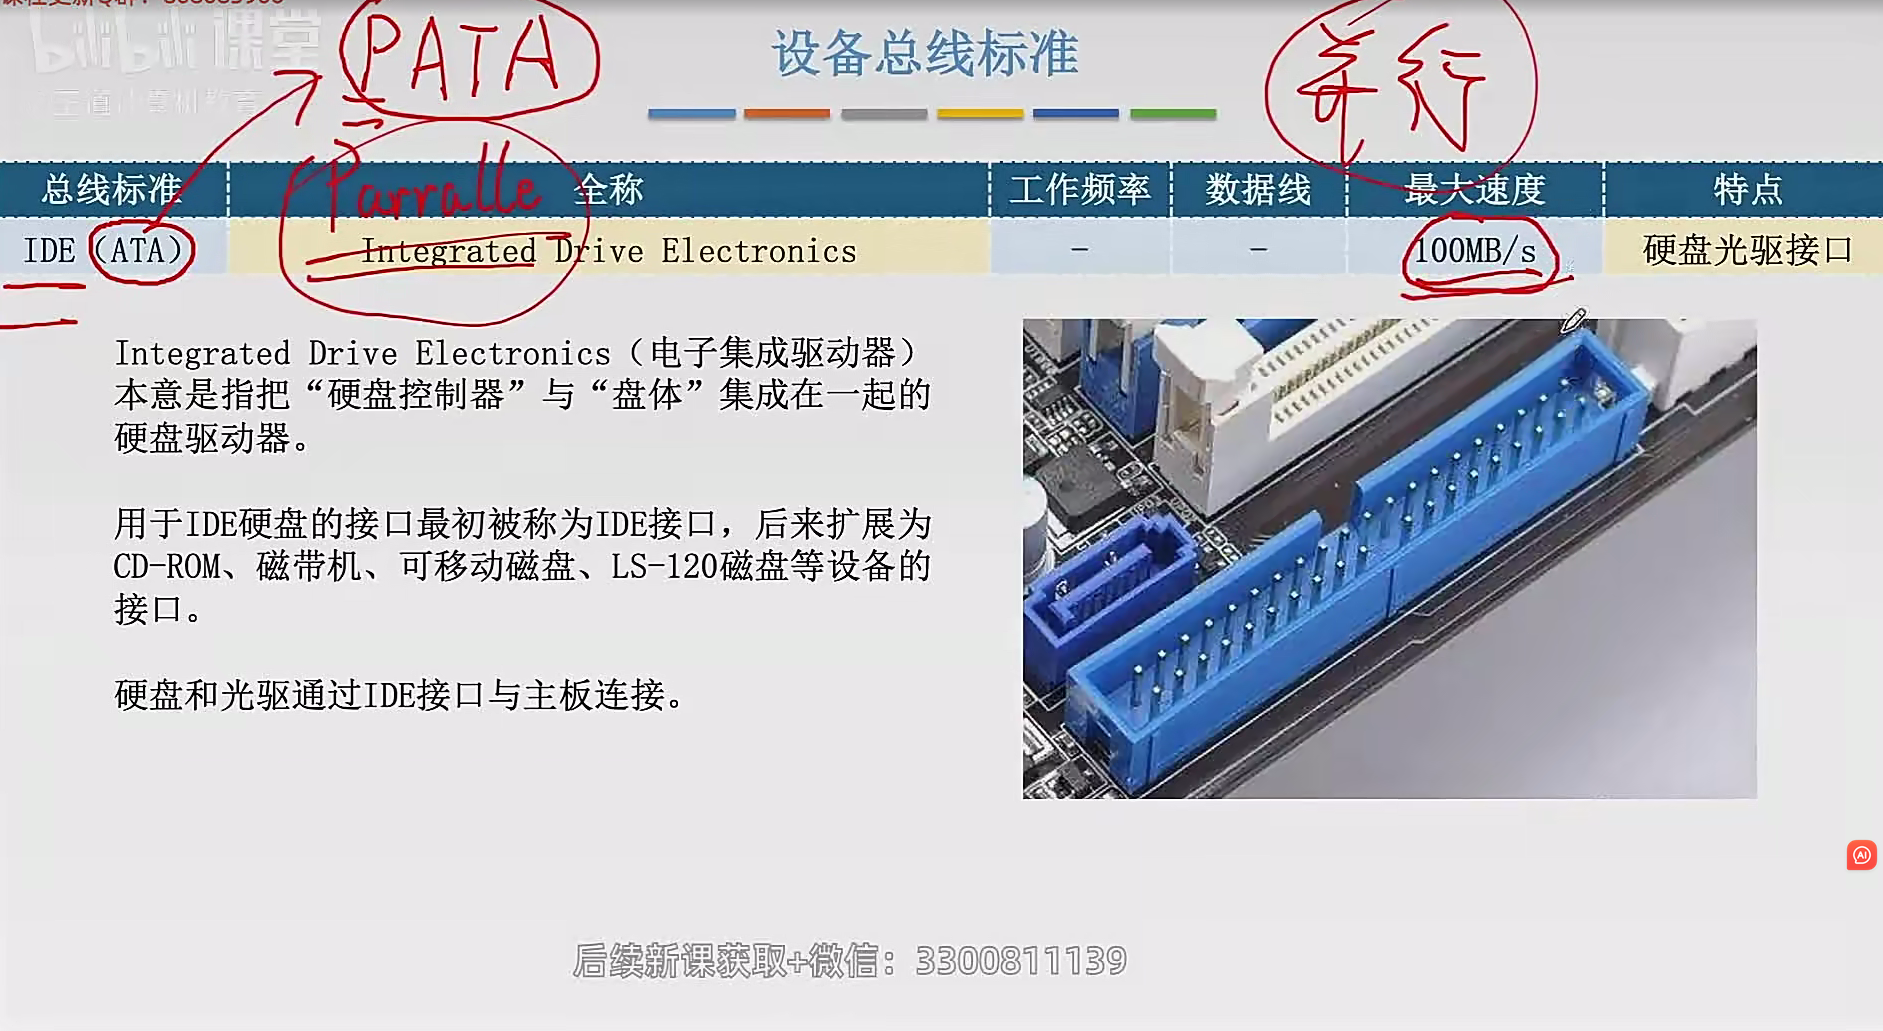 bilibili课堂
王道计算机教育
PATA
设备总线标准
并行
Parralle
总线标准 全称 工作频率 数据线 最大速度 特点
IDE（ATA） Integrated Drive Electronics - - 100MB/s 硬盘光驱接口
Integrated Drive Electronics（电子集成驱动器）
本意是指把“硬盘控制器”与“盘体”集成在一起的
硬盘驱动器。
用于IDE硬盘的接口最初被称为IDE接口，后来扩展为
CD-ROM、磁带机、可移动磁盘、LS-120磁盘等设备的
接口。
硬盘和光驱通过IDE接口与主板连接。
AI
后续新课获取+微信：3300811139